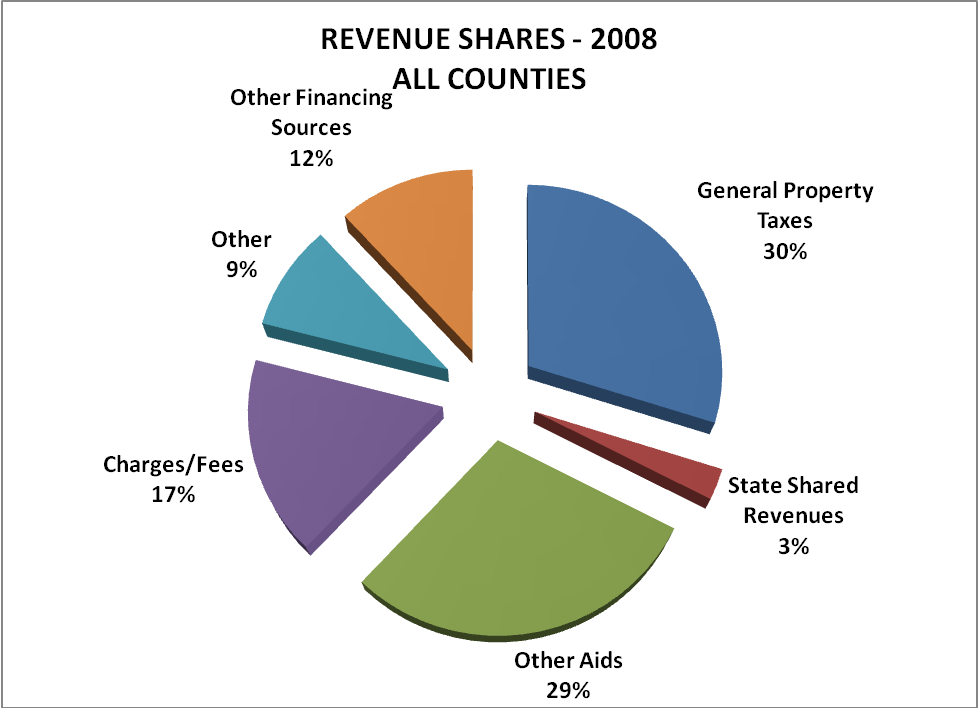 REVENUE SHARES - 2008
ALL COUNTIES
Other Financing
Sources
12%
General Property
Taxes
30%
Other
9%
Charges/Fees
17%
State Shared
Revenues
3%
Other Aids
29%